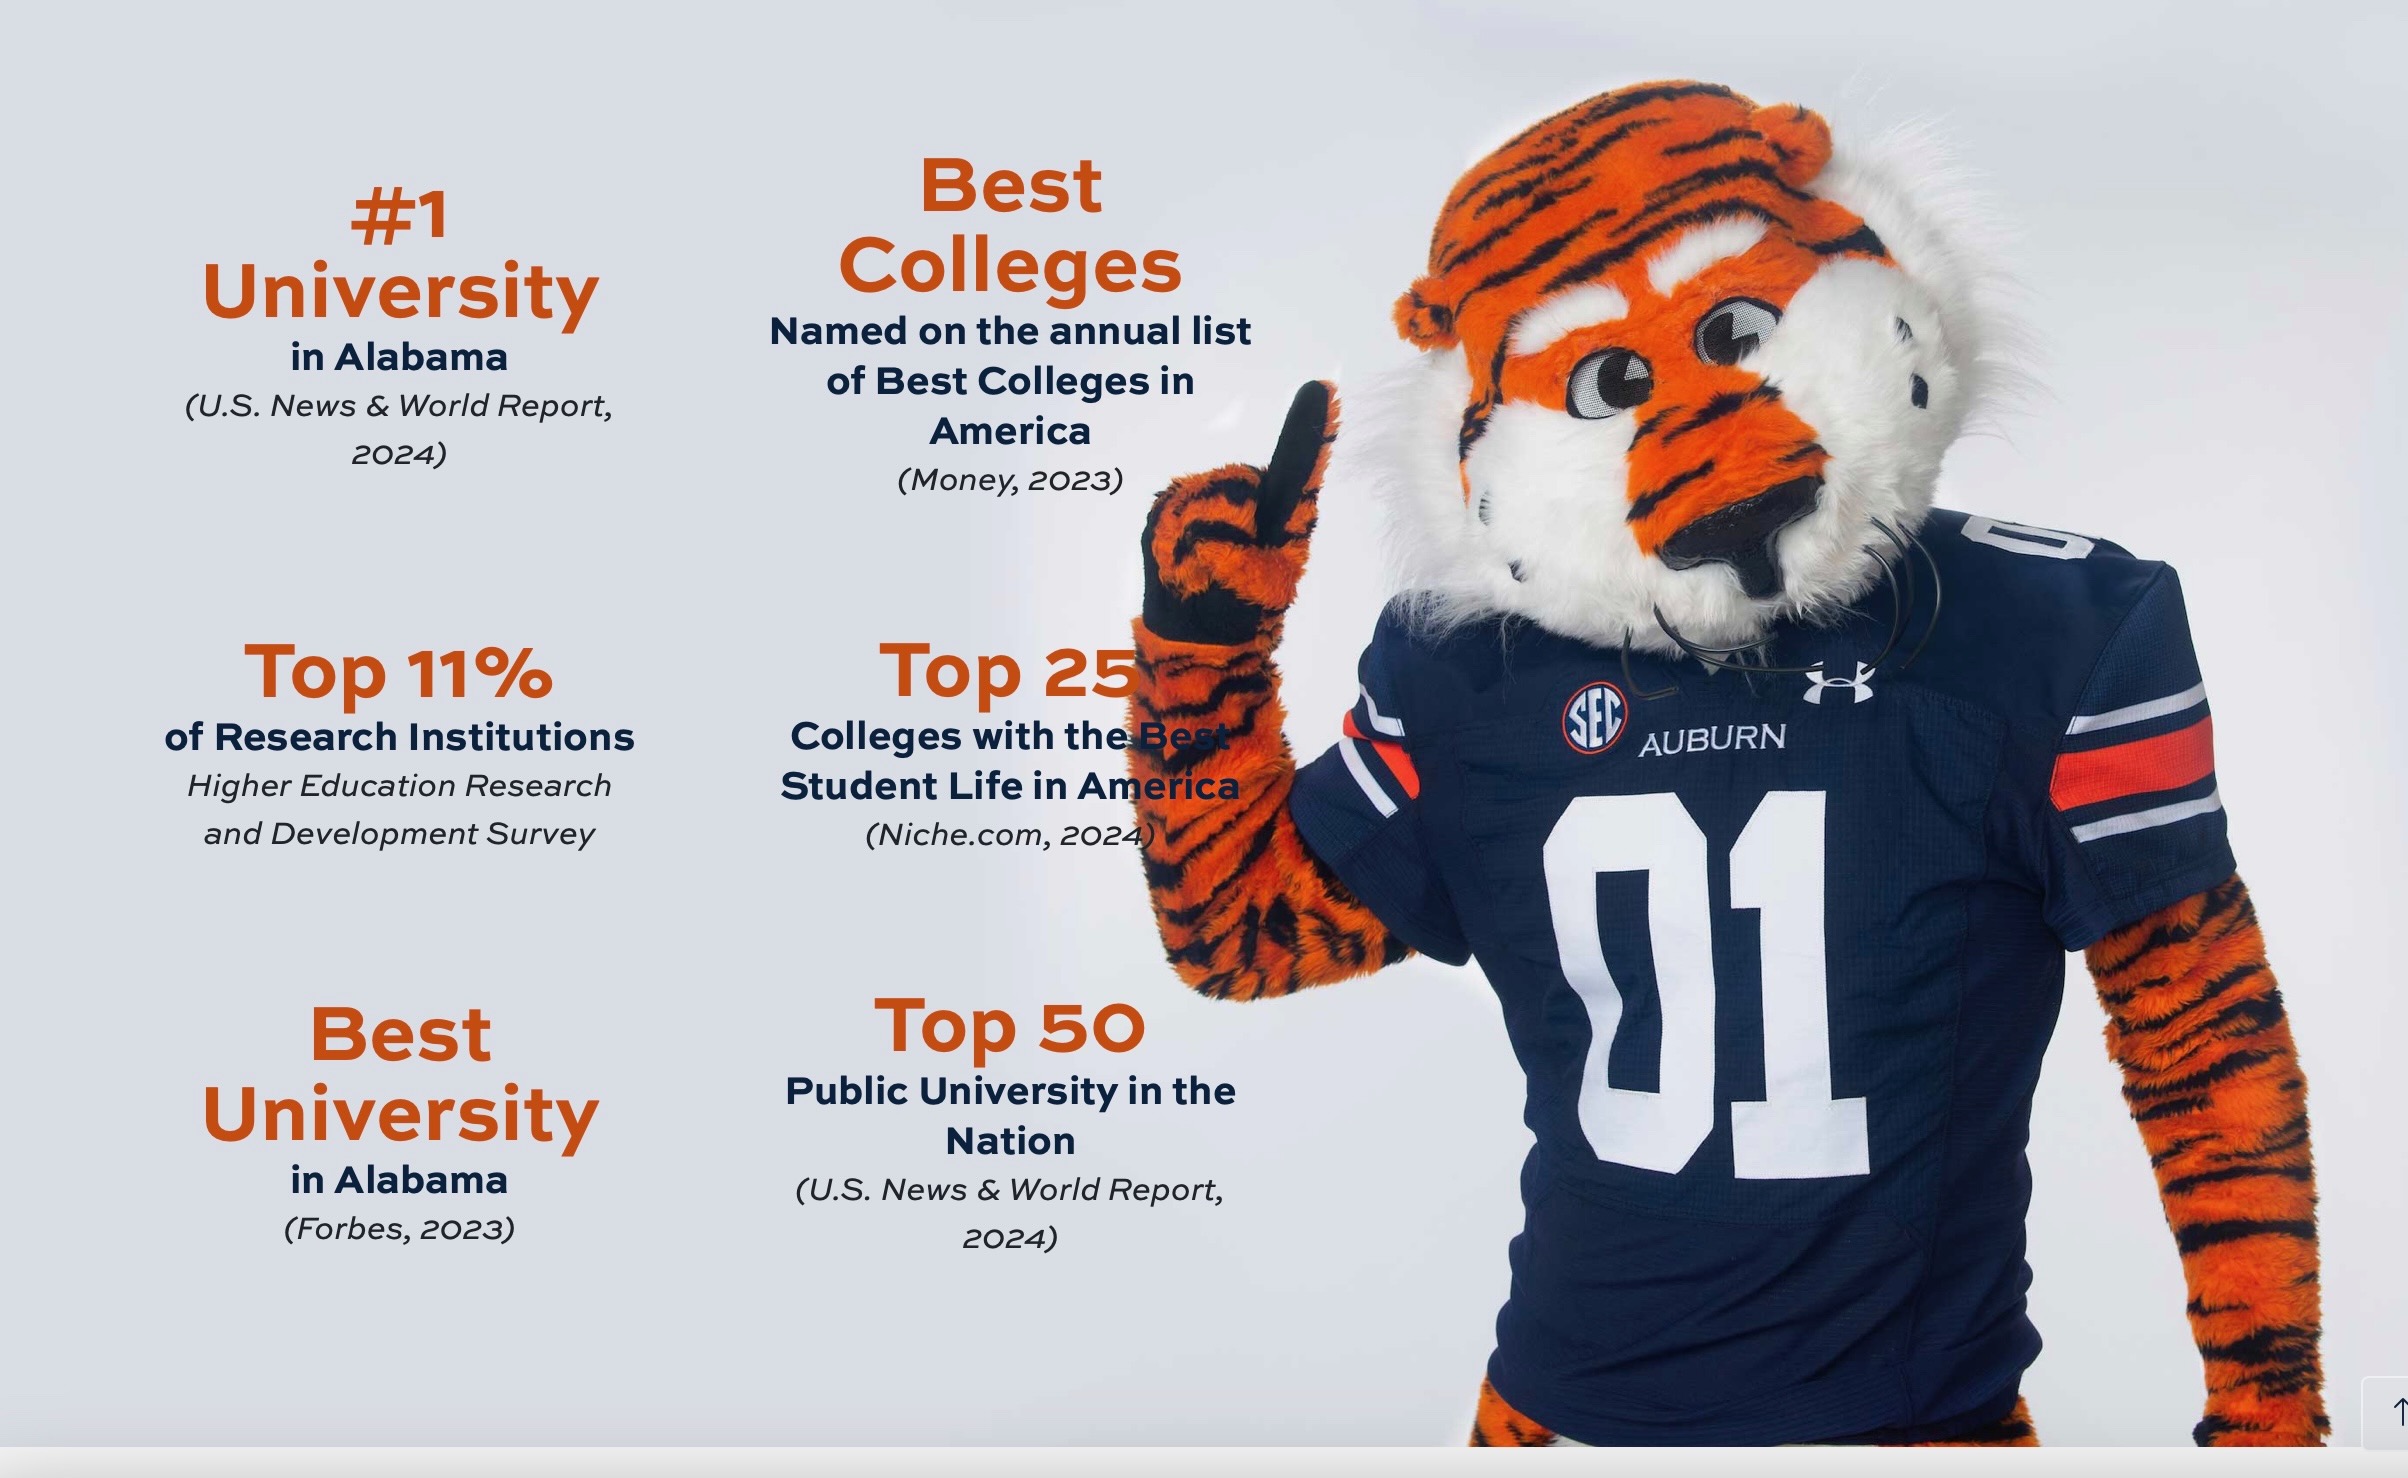 #1
University
in Alabama
(U.S. News & World Report,
2024)
Best
Colleges
Named on the annual list
of Best Colleges in
America
(Money, 2023)
Top 11%
of Research Institutions
Higher Education Research
and Development Survey
Top 25
Colleges with the Best
Student Life in America
(Niche.com, 2024)
Best
University
in Alabama
(Forbes, 2023)
Top 50
Public University in the
Nation
(U.S. News & World Report,
2024)
0
SEC
AUBURN
01